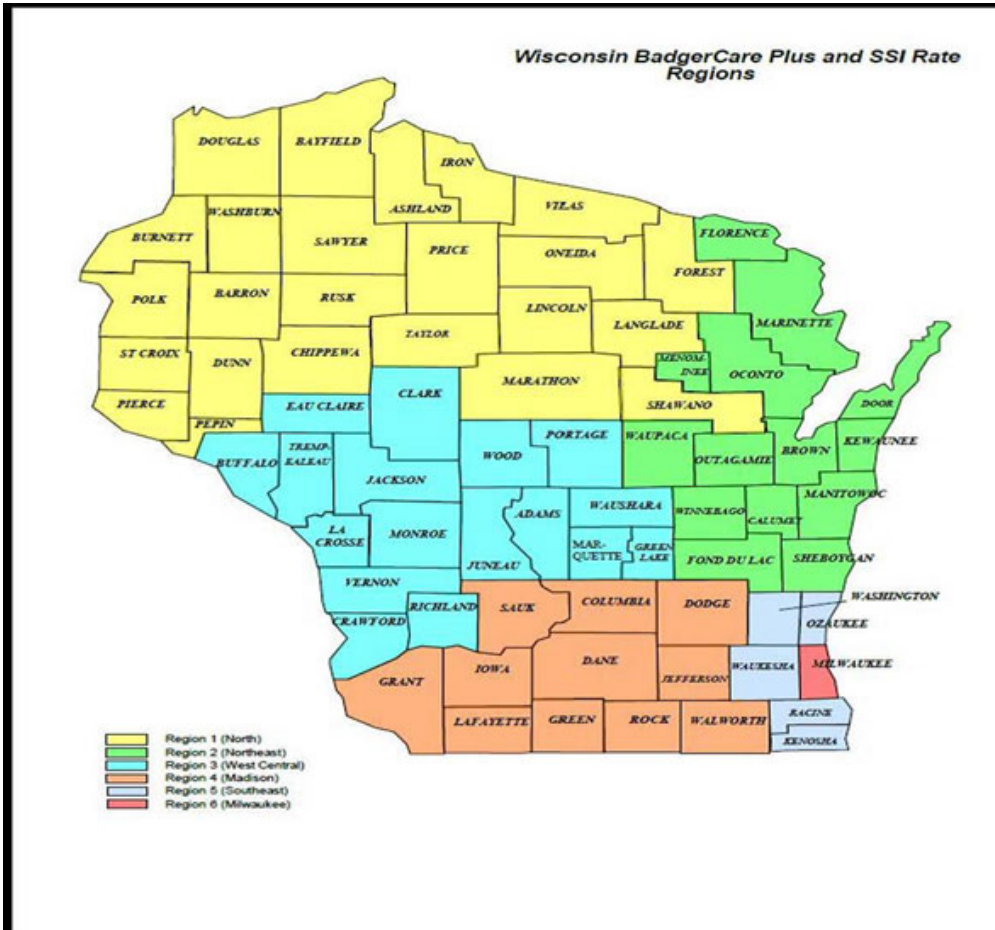 Wisconsin BadgerCare Plus and SSI Rate
Regions
DOUGLAS
BAYFIELD
IRON
ASHLAND
VILAS
WASHBURN
BURNETT
SAWYER
PRICE
ONEIDA
FLORENCE
FOREST
POLK
BARRON
RUSK
LINCOLN
LANGLADE
MARINETTE
TAYLOR
ST CROIX
DUNN
CHIPPEWA
MENOM-
INEE
OCONTO
MARATHON
CLARK
PIERCE
EAU CLAIRE
SHAWANO
DOOR
PEPIN
WOOD
PORTAGE
WAUPACA
OUTAGAMIE
BROWN
KEWAUNEE
BUFFALO
TREMP-
EALEAU
JACKSON
ADAMS
WAUSHARA
WINNEBAGO
CALUMET
MANITOWOC
LA
CROSSE
MONROE
JUNEAU
MAR-
QUETTE
GREEN
LAKE
FOND DU LAC
SHEBOYGAN
VERNON
RICHLAND
SAUK
COLUMBIA
DODGE
WASHINGTON
OZAUKEE
CRAWFORD
GRANT
IOWA
DANE
JEFFERSON
WAUKESHA
MILWAUKEE
LAFAYETTE
GREEN
ROCK
WALWORTH
RACINE
KENOSHA
Region 1 (North)
Region 2 (Northeast)
Region 3 (West Central)
Region 4 (Madison)
Region 5 (Southeast)
Region 6 (Milwaukee)